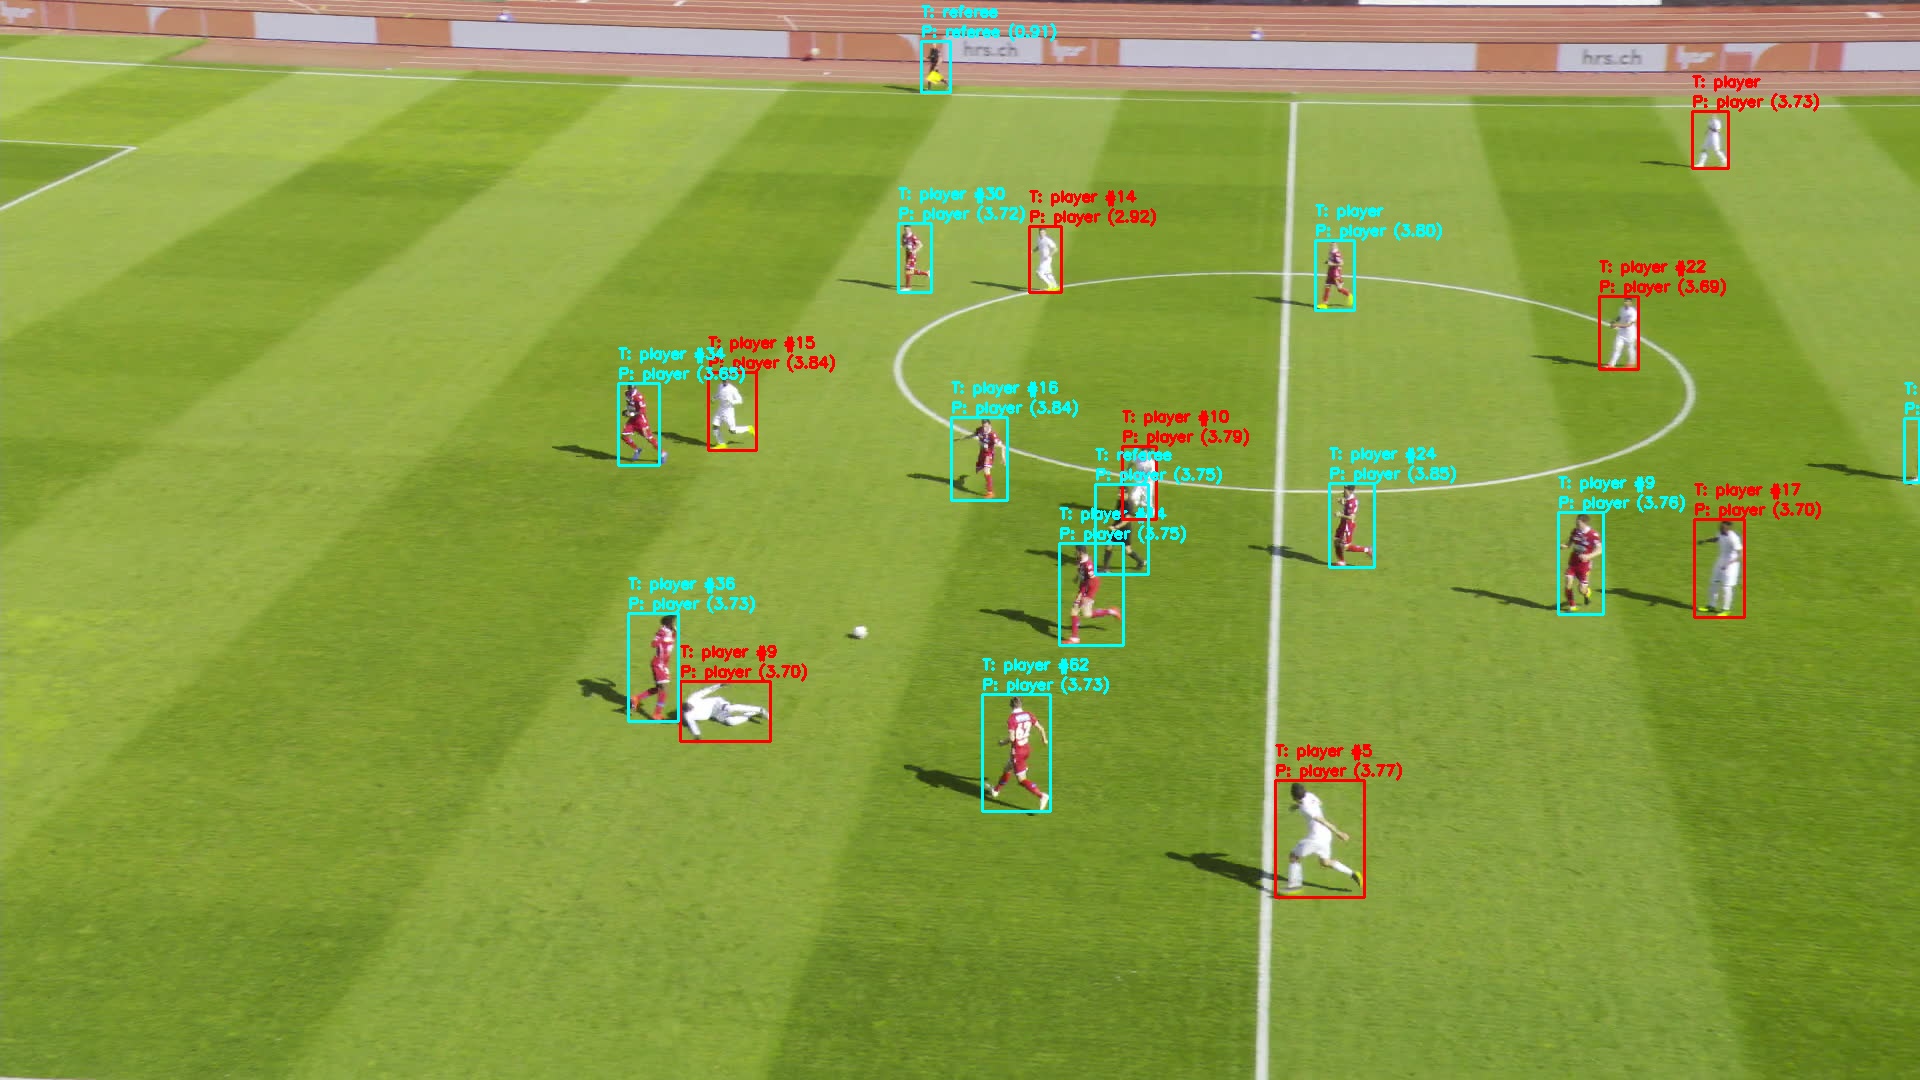 T: referee
P: referee (0.91)
hrs.ch
hrs.ch
T: player
P: player (3.73)
T: player #30
P: player (3.72)
T: player #14
P: player (2.92)
T: player
P: player (3.80)
T: player #22
P: player (3.69)
T: player #15
P: player (3.84)
T: player #34
P: player (3.65)
T: player #16
P: player (3.84)
T:
P:
T: player #10
P: player (3.79)
T: referee
P: player (3.75)
T: player #24
P: player (3.85)
T: player #9
P: player (3.76)
T: player #17
P: player (3.70)
T: player
P: player (3.75)
T: player #36
P: player (3.73)
T: player #9
P: player (3.70)
T: player #62
P: player (3.73)
62
T: player #5
P: player (3.77)